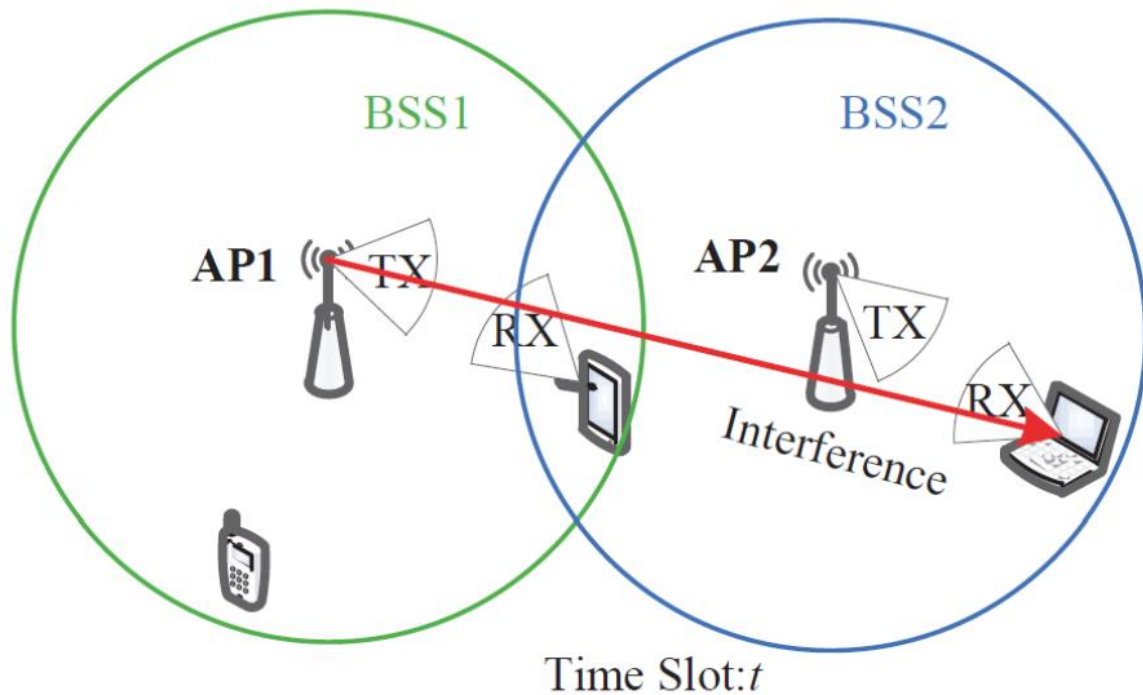 BSS1
BSS2
AP1
TX
RX
AP2
TX
RX
Interference
Time Slot:t